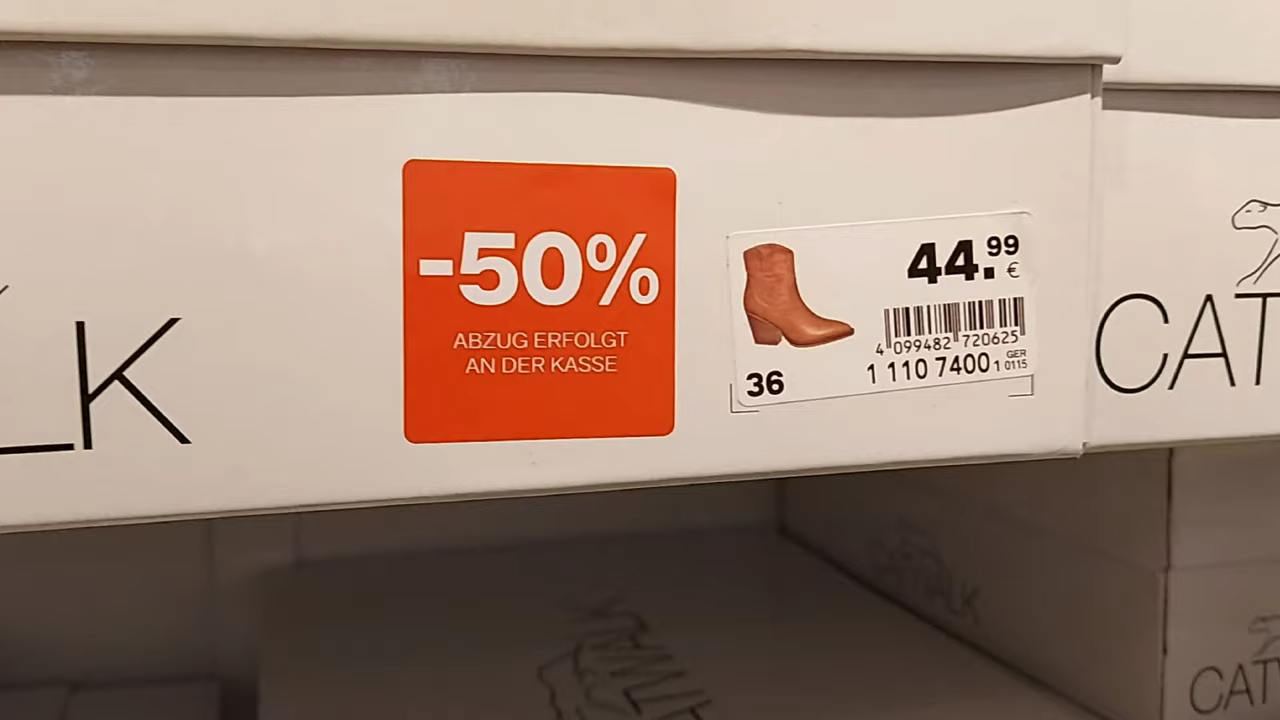 LK
-50%
ABZUG ERFOLGT
AN DER KASSE
44.99
€
4 099482 720625
36
1 110 7400 1
GER
0115
CAT
CATW